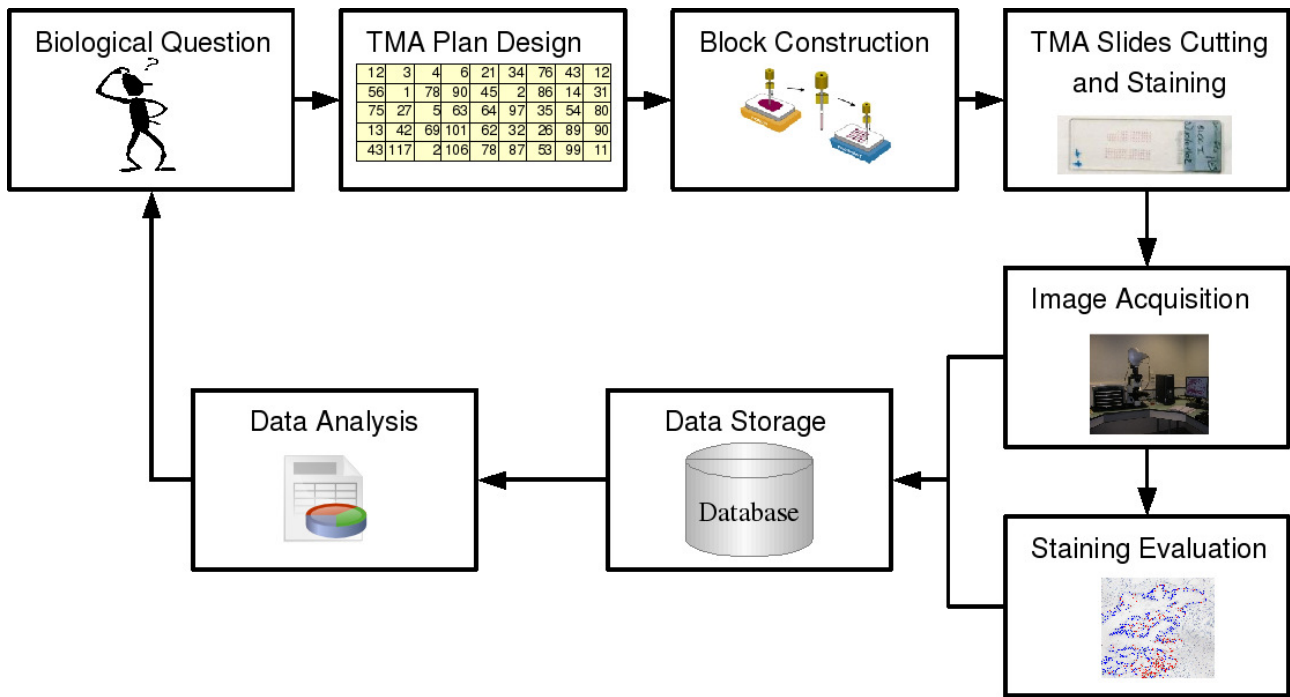 Biological Question
?
TMA Plan Design
12 3 4 6 21 34 76 43 12
56 1 78 90 45 2 86 14 31
75 27 5 63 64 97 35 54 80
13 42 69 101 62 32 26 89 90
43 117 2 106 78 87 53 99 11
Block Construction
TMA Slides Cutting
and Staining
Image Acquisition
Data Analysis
Data Storage
Database
Staining Evaluation